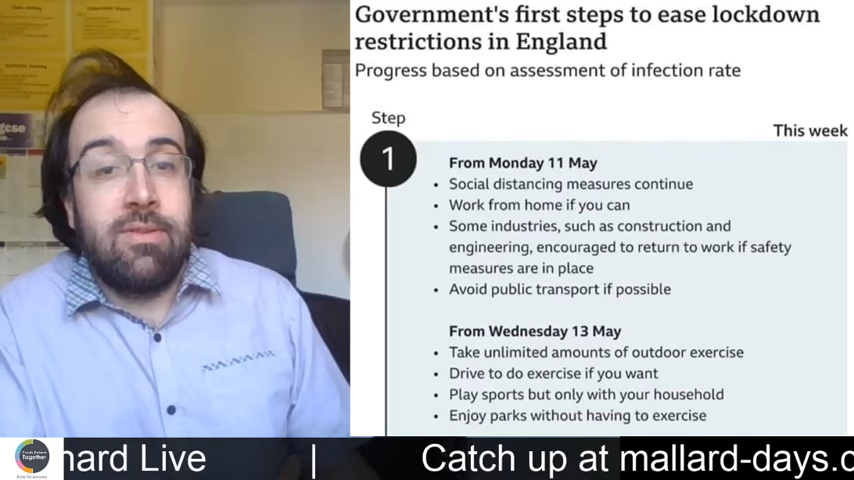 Government's first steps to ease lockdown
restrictions in England
Progress based on assessment of infection rate
Step
This week
1
From Monday 11 May
• Social distancing measures continue
• Work from home if you can
• Some industries, such as construction and
engineering, encouraged to return to work if safety
measures are in place
• Avoid public transport if possible
From Wednesday 13 May
• Take unlimited amounts of outdoor exercise
• Drive to do exercise if you want
• Play sports but only with your household
• Enjoy parks without having to exercise
gcse
Together
hard Live | Catch up at mallard-days.c